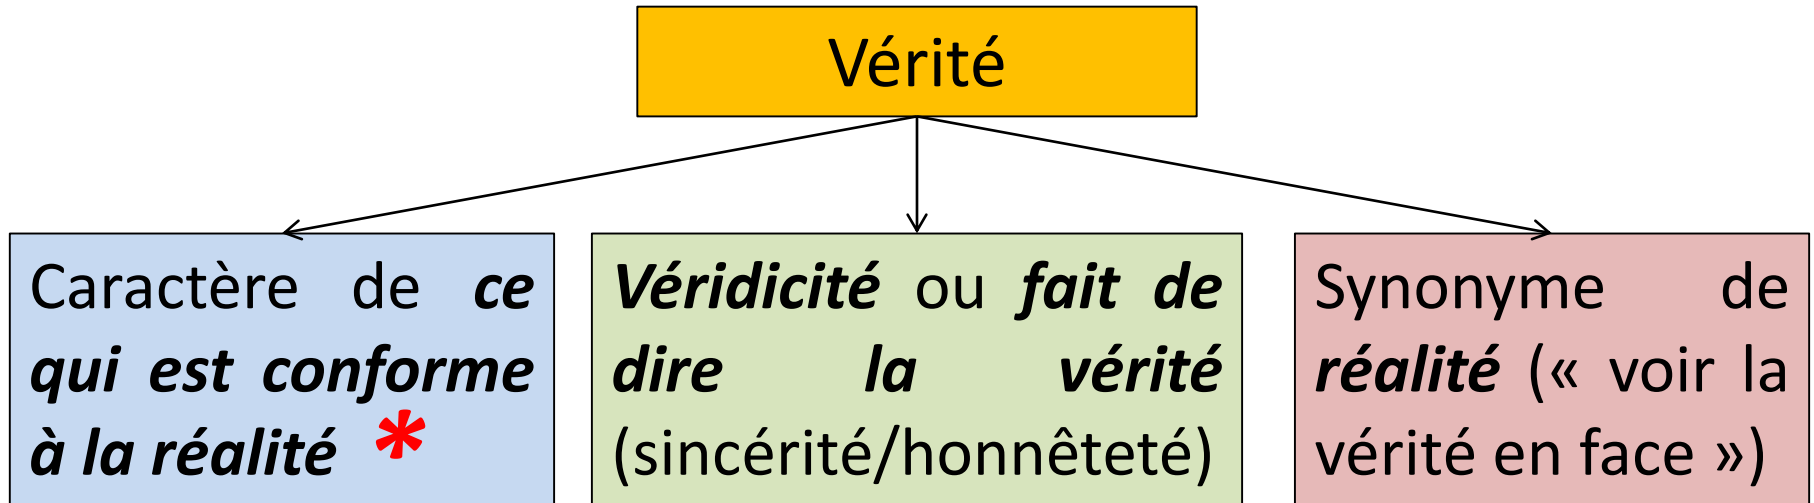 Vérité
Caractère de ce
qui est conforme
à la réalité *
Véridicité ou fait de
dire la vérité
(sincérité/honnêteté)
Synonyme de
réalité (« voir la
vérité en face »)